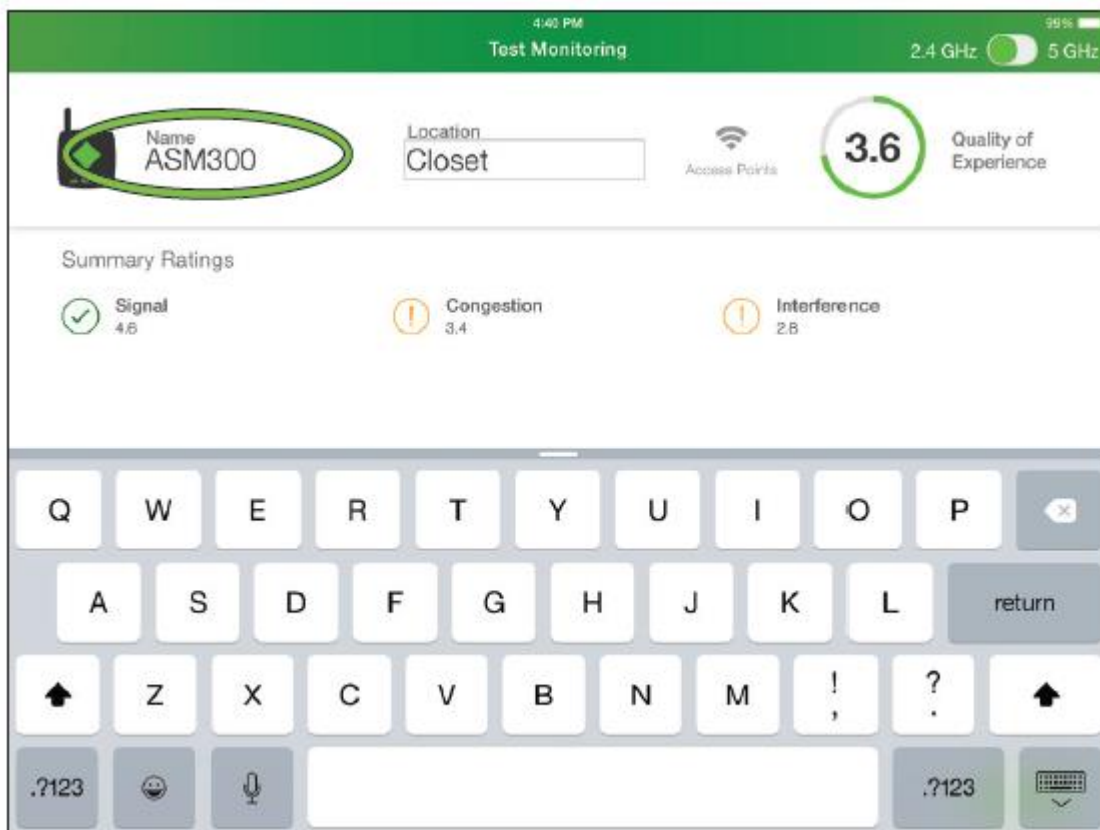 4:40 PM
99%
Test Monitoring
2.4 GHz
5 GHz
Name
ASM300
Location
Closet
Access Points
3.6
Quality of
Experience
Summary Ratings
Signal
4.6
Congestion
3.4
Interference
2.8
Q W E R T Y U I O P
A S D F G H J K L return
Z X C V B N M ! , ? .
.?123 .?123